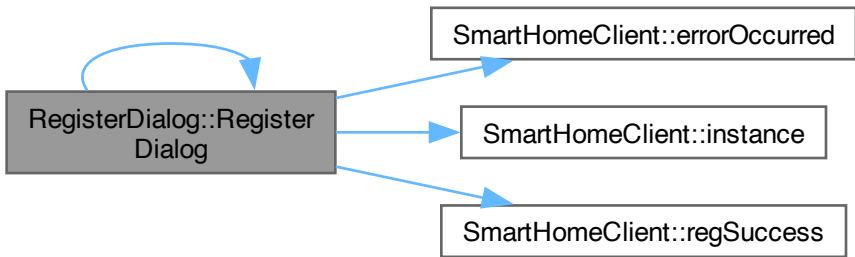 SmartHomeClient::errorOccurred
RegisterDialog::Register
Dialog
SmartHomeClient::instance
SmartHomeClient::regSuccess